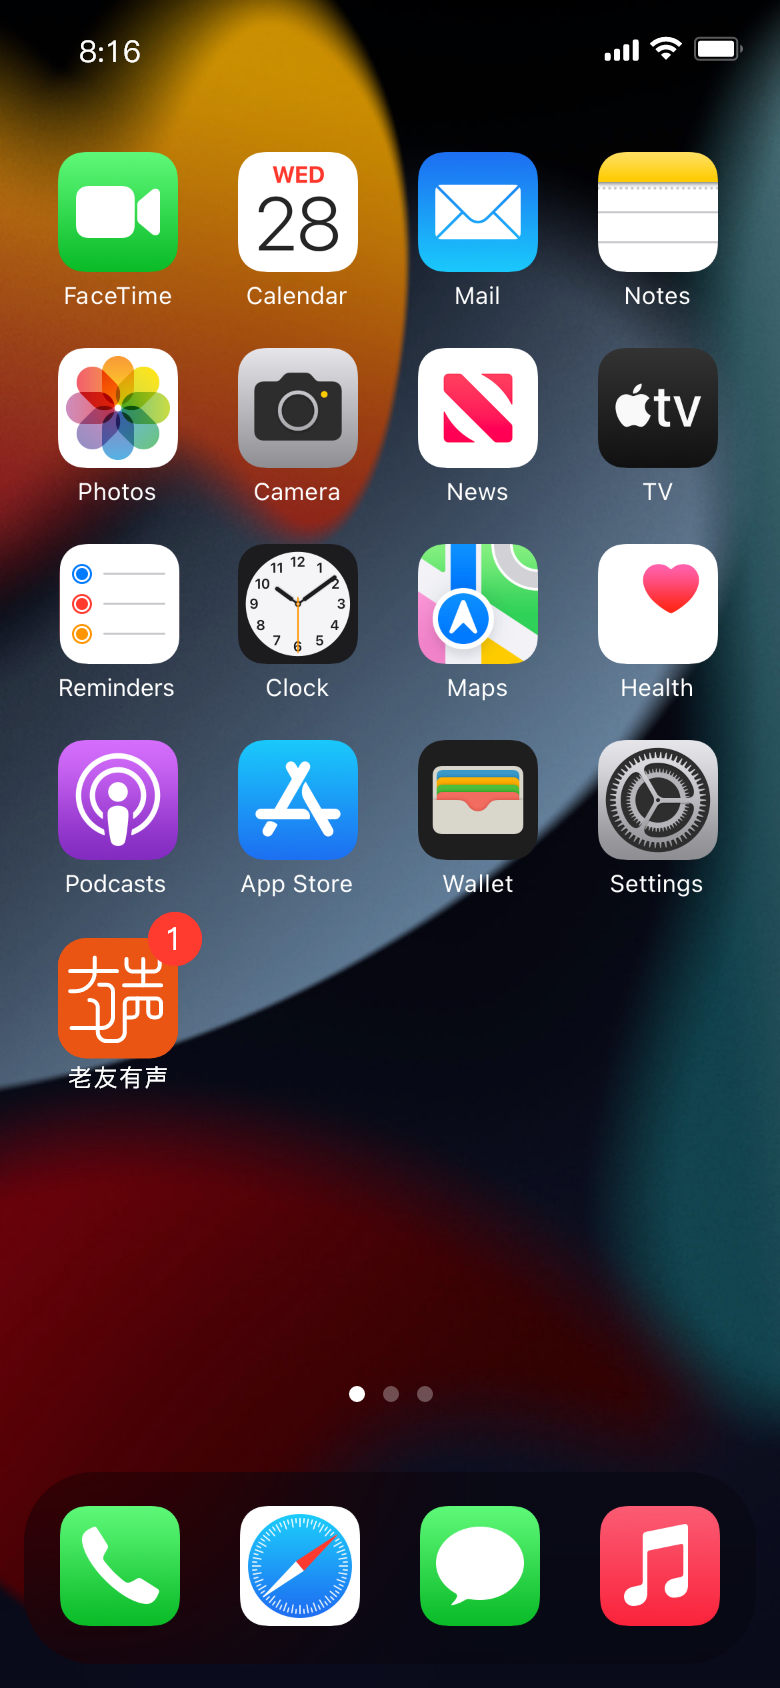 8:16
WED
28
FaceTime
Calendar
Mail
Notes
tv
Photos
Camera
News
TV
12
11 1
10 2
9 3
8 4
7 5
6
Reminders
Clock
Maps
Health
Podcasts
App Store
Wallet
Settings
1
老友有声